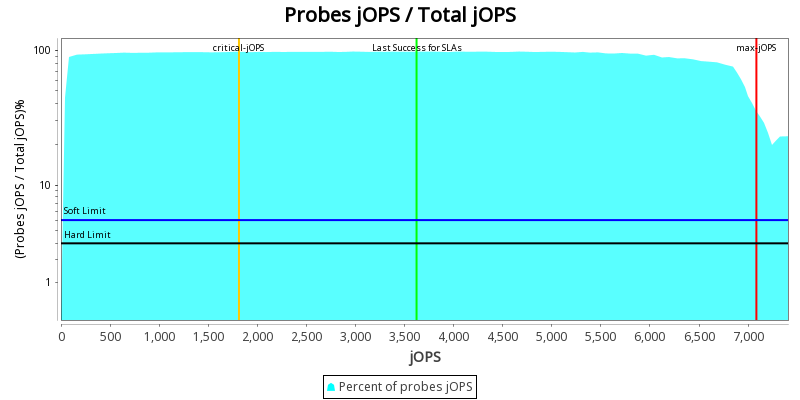 Probes jOPS / Total jOPS
(Probes jOPS / Total jOPS)%
100
10
1
critical-jOPS
Last Success for SLAs
max-jOPS
Soft Limit
Hard Limit
0 500 1,000 1,500 2,000 2,500 3,000 3,500 4,000 4,500 5,000 5,500 6,000 6,500 7,000
jOPS
Percent of probes jOPS